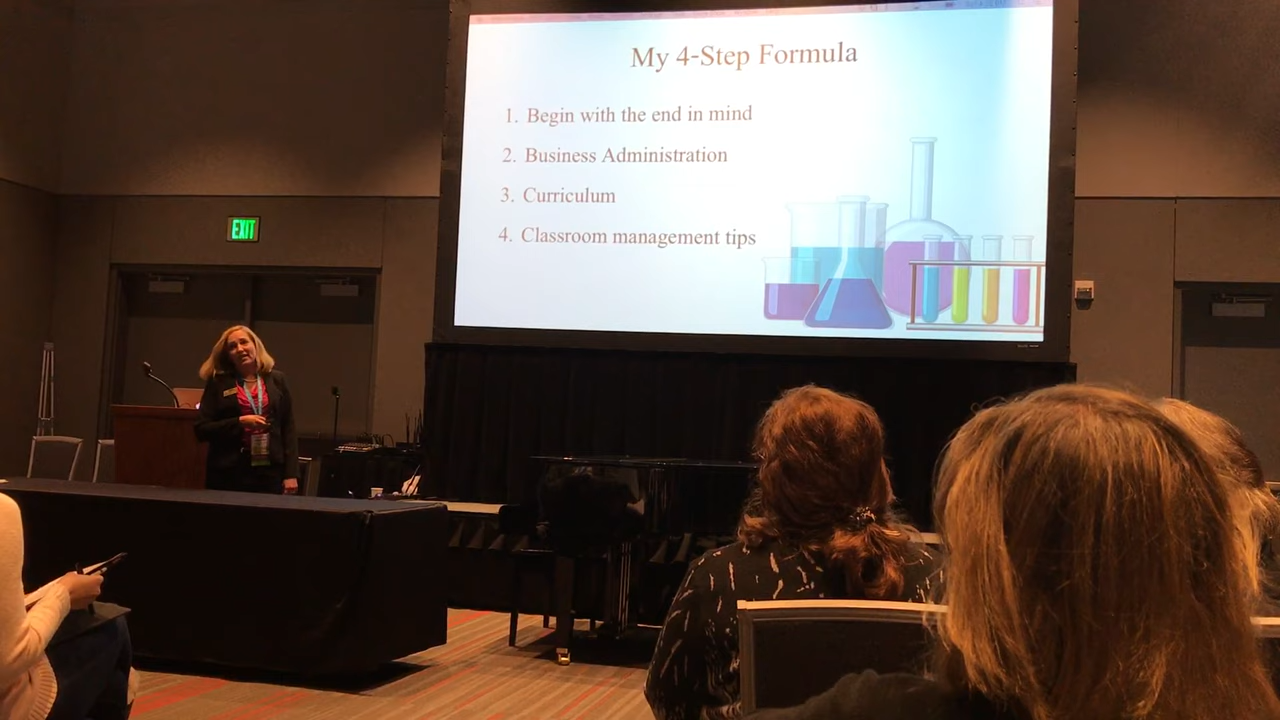 My 4-Step Formula
1. Begin with the end in mind
2. Business Administration
3. Curriculum
4. Classroom management tips
EXIT